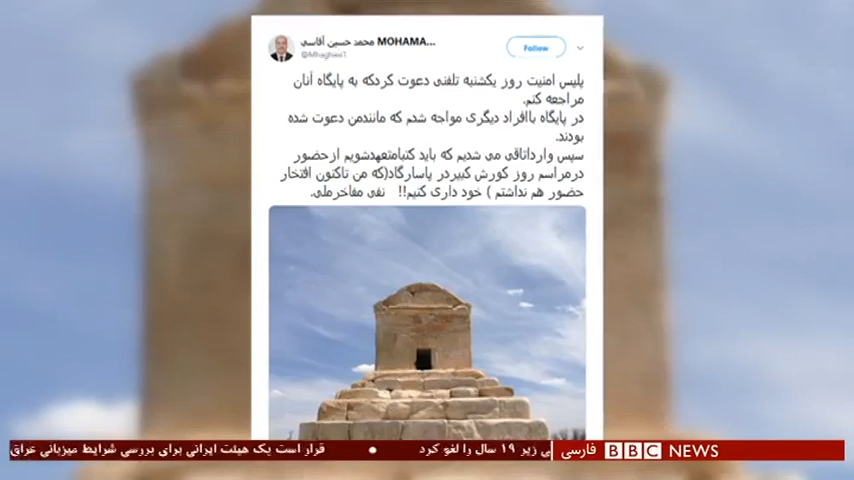 محمد حسین آقاسی MOHAMA...
@Mhaghasi1
Follow
پلیس امنیت روز یکشنبه تلفنی دعوت کردکه به پایگاه آنان
مراجعه کنم.
در پایگاه باافراد دیگری مواجه شدم که مانندمن دعوت شده
بودند.
سپس وارداتاقی می شدیم که باید کتبامتعهدشویم ازحضور
درمراسم روز کورش کبیردر پاسارگاد(که من تاکنون افتخار
حضور هم نداشتم ) خود داری کنیم!! نفی مفاخرملی.
ی زیر ۱۹ سال را لغو کرد • قرار است یک هیئت ایرانی برای بررسی شرایط میزبانی عراق
BBC NEWS فارسی